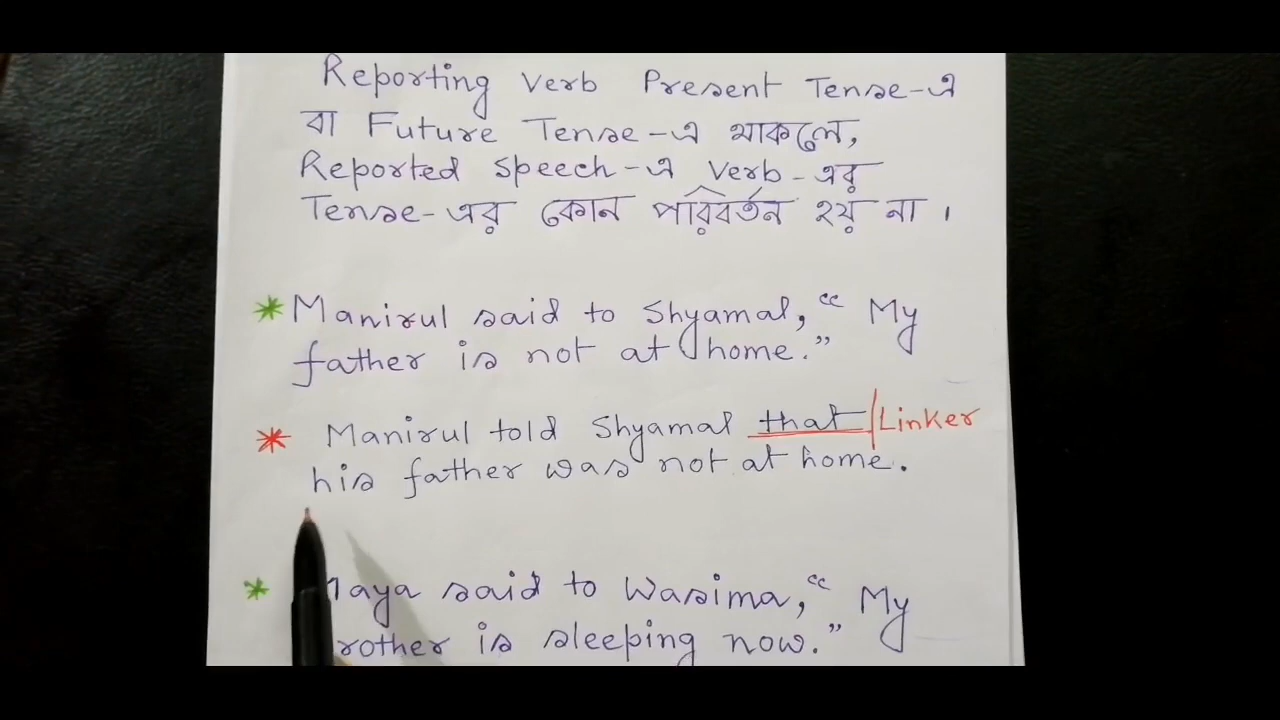 Reporting Verb Present Tense-এ
বা Future Tense-এ থাকলে,
Reported speech-এ verb-এর
Tense-এর কোন পরিবর্তন হয় না।
* Manirul said to Shyamal, “ My
father is not at home.”
* Manirul told Shyamal that | Linker
his father was not at home.
* said to Wasima, “ My
is sleeping now.”